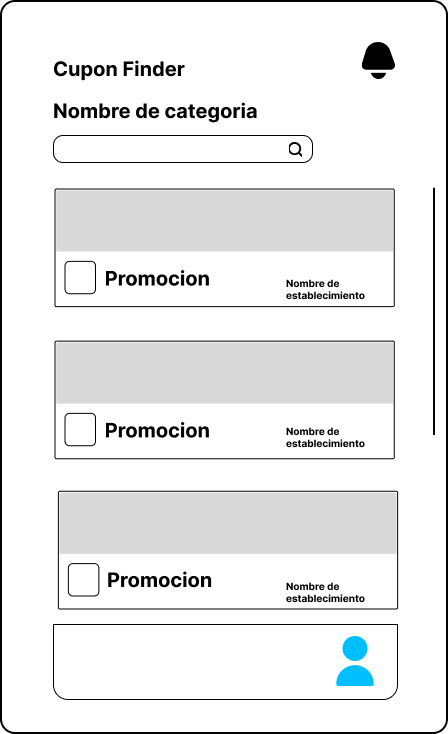 Cupon Finder
Nombre de categoria
Promocion
Nombre de
establecimiento
Promocion
Nombre de
establecimiento
Promocion
Nombre de
establecimiento